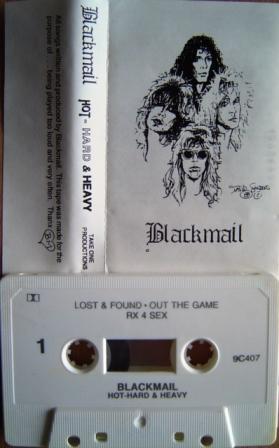 All songs written and produced by Blackmail. This tape was made for the
purpose of . . . being played too loud and very often. Thanx
Blackmail
HOT - HARD & HEAVY
TAKE ONE
PRODUCTIONS
Blackmail
LOST & FOUND • OUT THE GAME
RX 4 SEX
1
9C407
BLACKMAIL
HOT-HARD & HEAVY